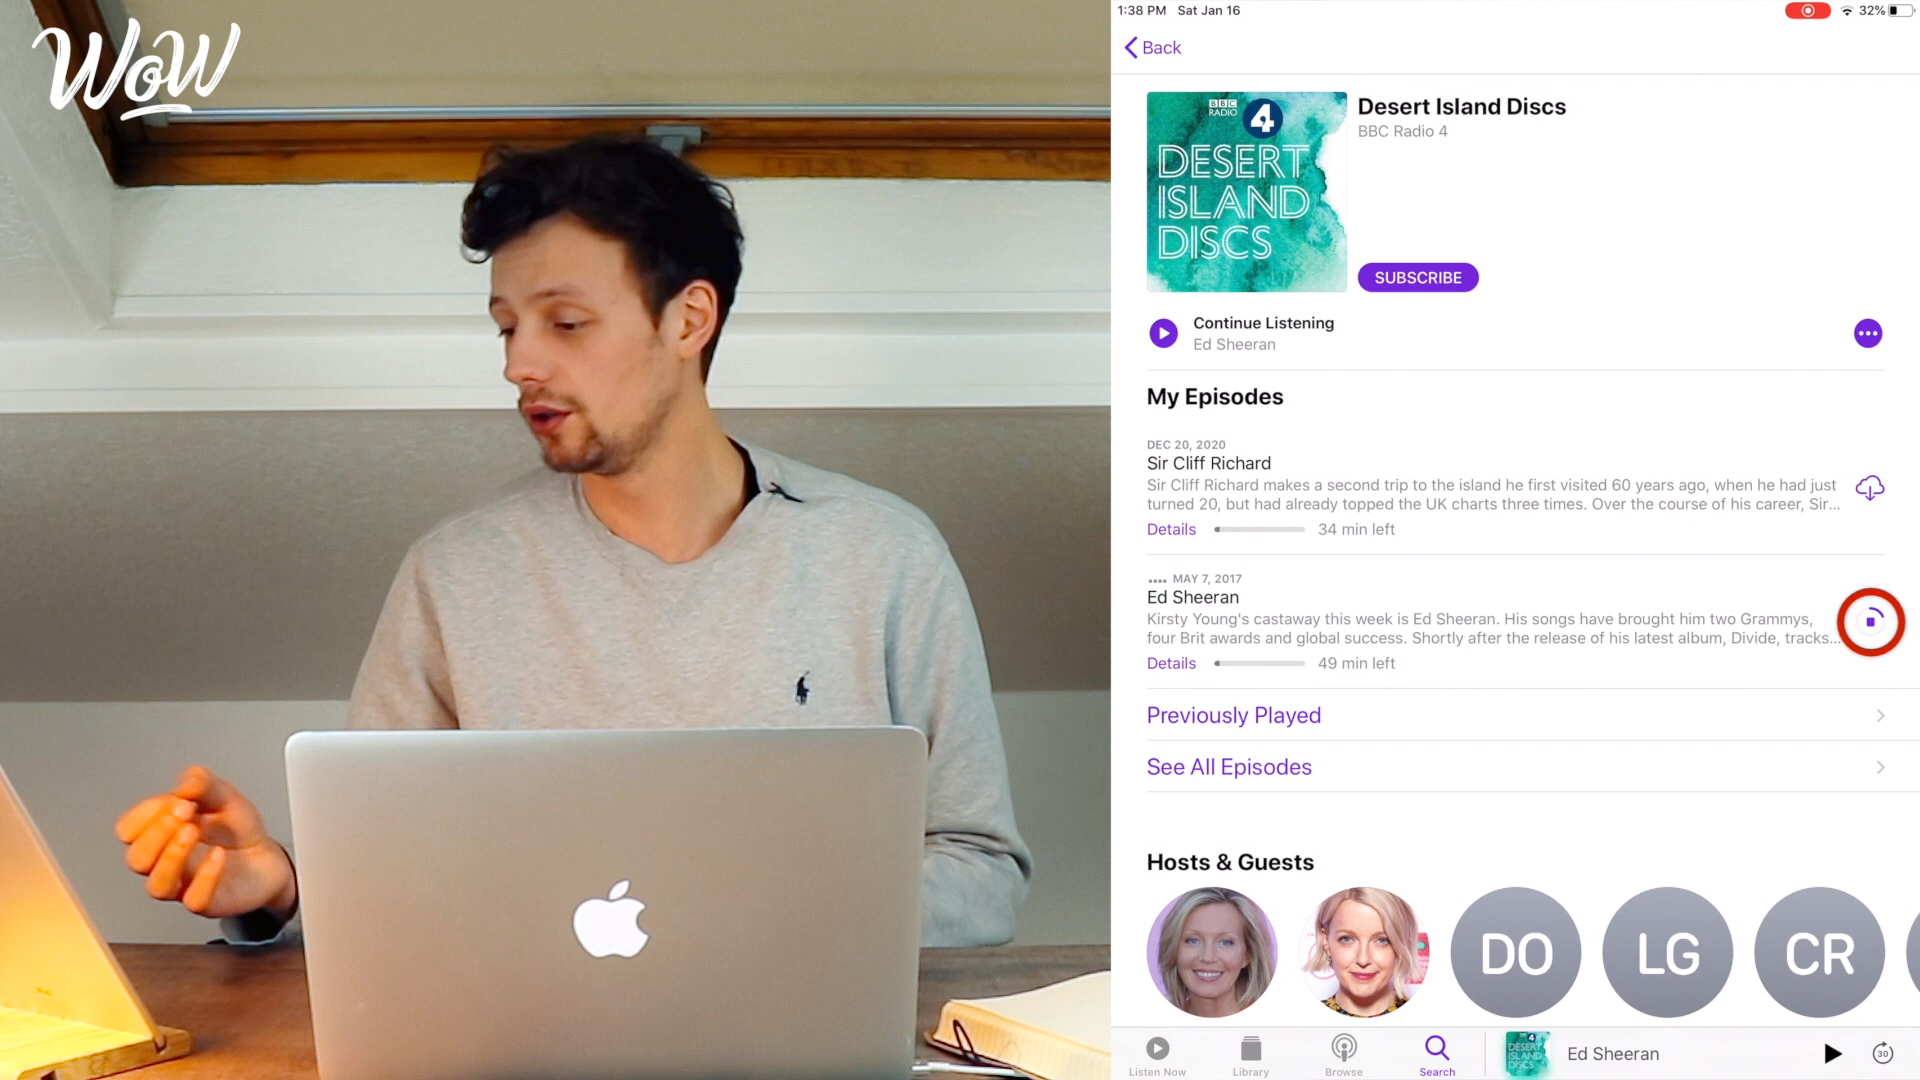 WoW
1:38 PM Sat Jan 16
32%
Back
BBC
RADIO 4
DESERT
ISLAND
DISCS
Desert Island Discs
BBC Radio 4
SUBSCRIBE
Continue Listening
Ed Sheeran
My Episodes
DEC 20, 2020
Sir Cliff Richard
Sir Cliff Richard makes a second trip to the island he first visited 60 years ago, when he had just
turned 20, but had already topped the UK charts three times. Over the course of his career, Sir...
Details 34 min left
MAY 7, 2017
Ed Sheeran
Kirsty Young's castaway this week is Ed Sheeran. His songs have brought him two Grammys,
four Brit awards and global success. Shortly after the release of his latest album, Divide, tracks...
Details 49 min left
Previously Played
See All Episodes
Hosts & Guests
DO
LG
CR
Listen Now
Library
Browse
Search
4
DESERT
ISLAND
DISCS
Ed Sheeran
30